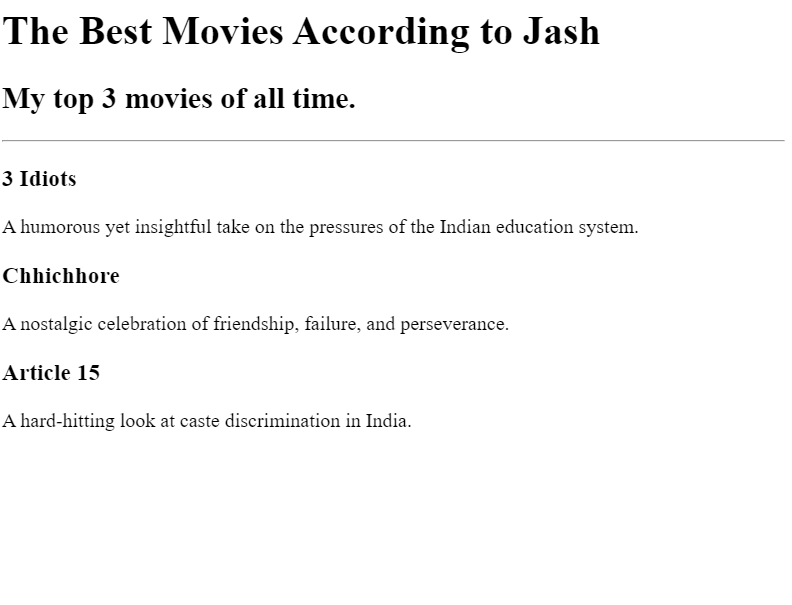 The Best Movies According to Jash
My top 3 movies of all time.
3 Idiots
A humorous yet insightful take on the pressures of the Indian education system.
Chhichhore
A nostalgic celebration of friendship, failure, and perseverance.
Article 15
A hard-hitting look at caste discrimination in India.